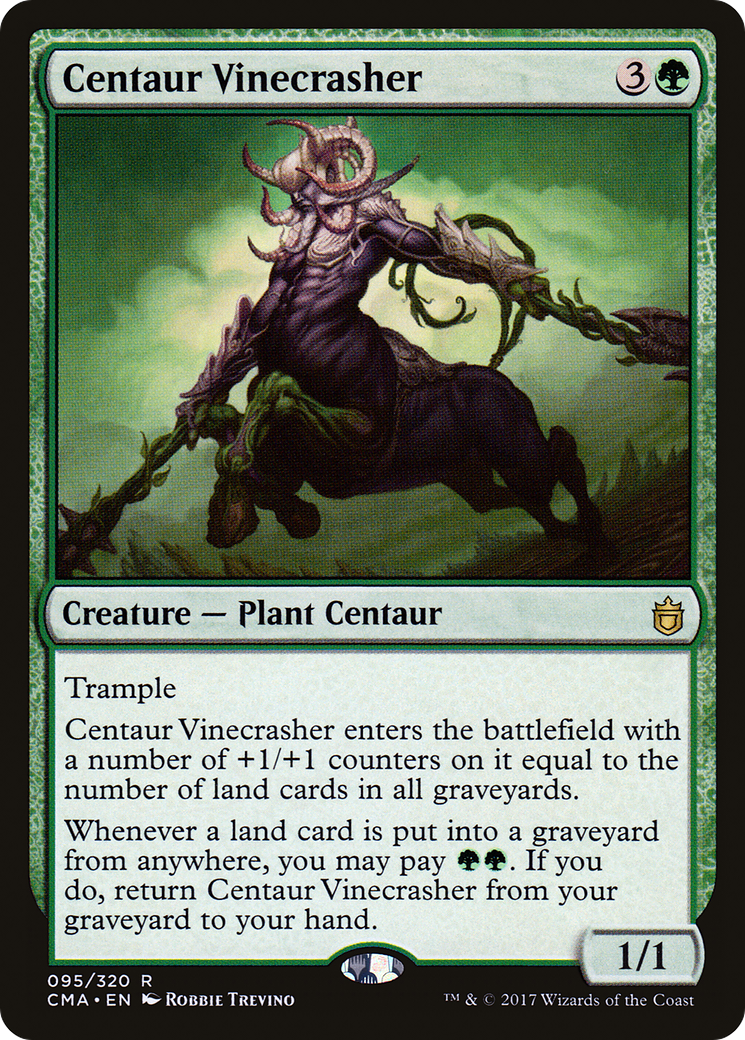 Centaur Vinecrasher 3
Creature — Plant Centaur
Trample
Centaur Vinecrasher enters the battlefield with
a number of +1/+1 counters on it equal to the
number of land cards in all graveyards.
Whenever a land card is put into a graveyard
from anywhere, you may pay . If you
do, return Centaur Vinecrasher from your
graveyard to your hand.
1/1
095/320 R
CMA • EN Robbie Trevino
™ & © 2017 Wizards of the Coast